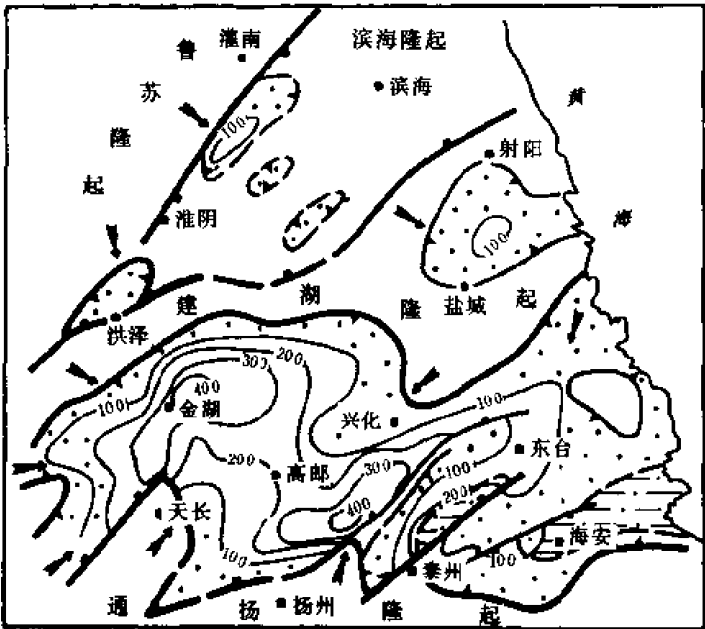 灌南
滨海隆起
鲁
苏
隆
起
滨海
黄
海
100
射阳
淮阴
100
建
湖
隆
起
盐城
洪泽
200
300
400
100
金湖
100
兴化
200
高邮
300
100
东台
400
200
天长
100
100
海安
泰州
通
扬
扬州
隆
起